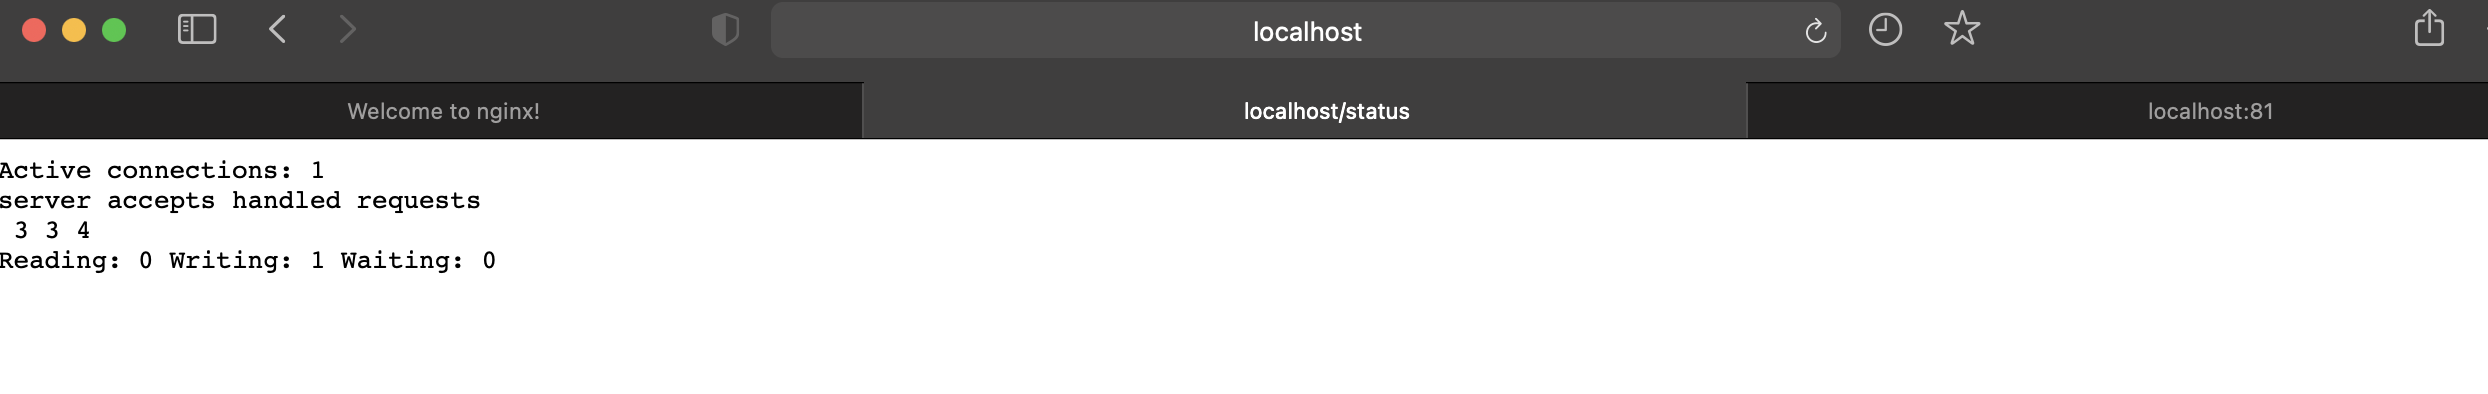 localhost
Welcome to nginx!
localhost/status
localhost:81
Active connections: 1
server accepts handled requests
3 3 4
Reading: 0 Writing: 1 Waiting: 0